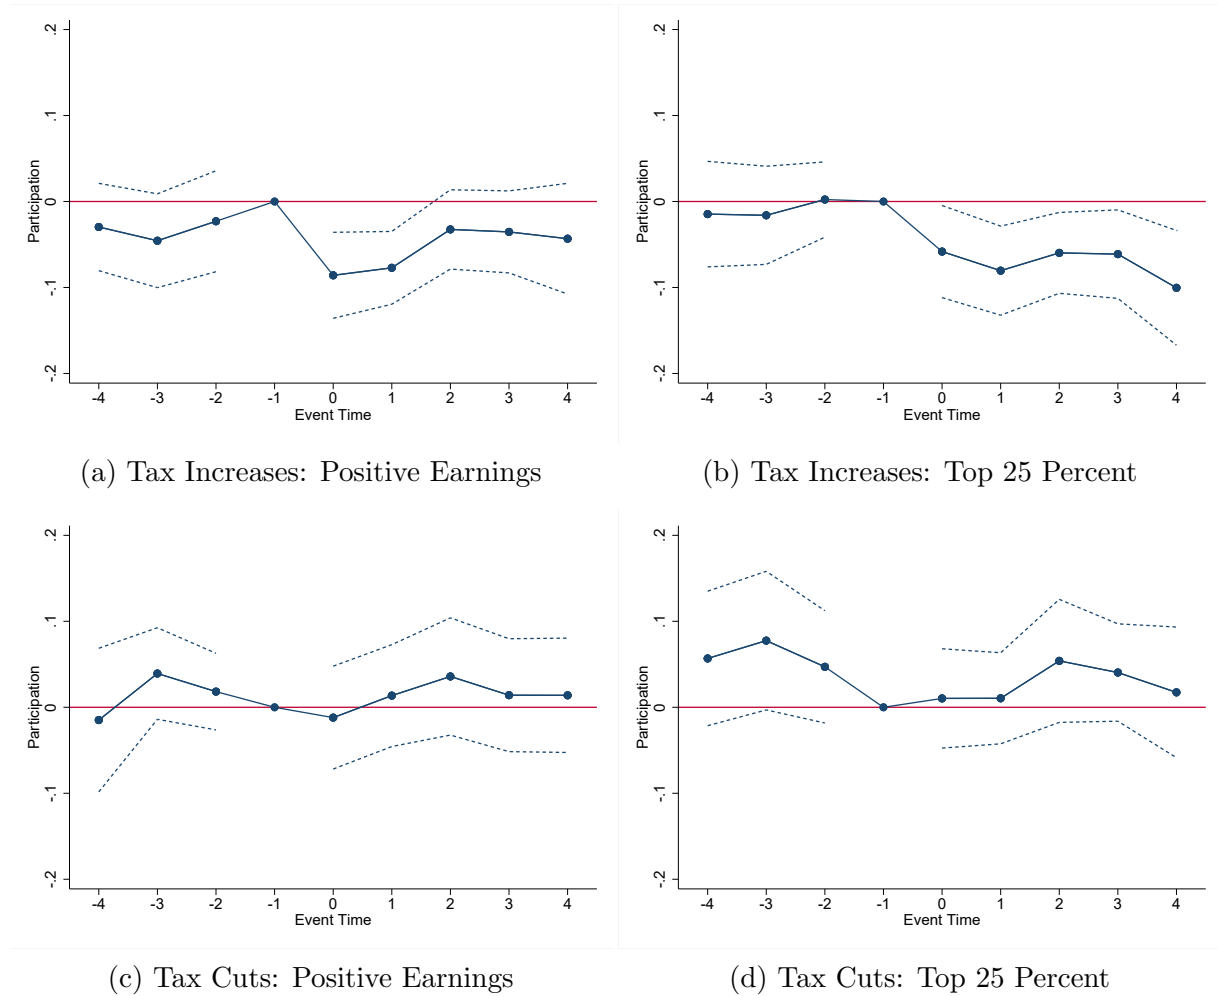 .2
.1
0
-.1
-.2
Participation
-4 -3 -2 -1 0 1 2 3 4
Event Time
(a) Tax Increases: Positive Earnings
.2
.1
0
-.1
-.2
Participation
-4 -3 -2 -1 0 1 2 3 4
Event Time
(b) Tax Increases: Top 25 Percent
.2
.1
0
-.1
-.2
Participation
-4 -3 -2 -1 0 1 2 3 4
Event Time
(c) Tax Cuts: Positive Earnings
.2
.1
0
-.1
-.2
Participation
-4 -3 -2 -1 0 1 2 3 4
Event Time
(d) Tax Cuts: Top 25 Percent